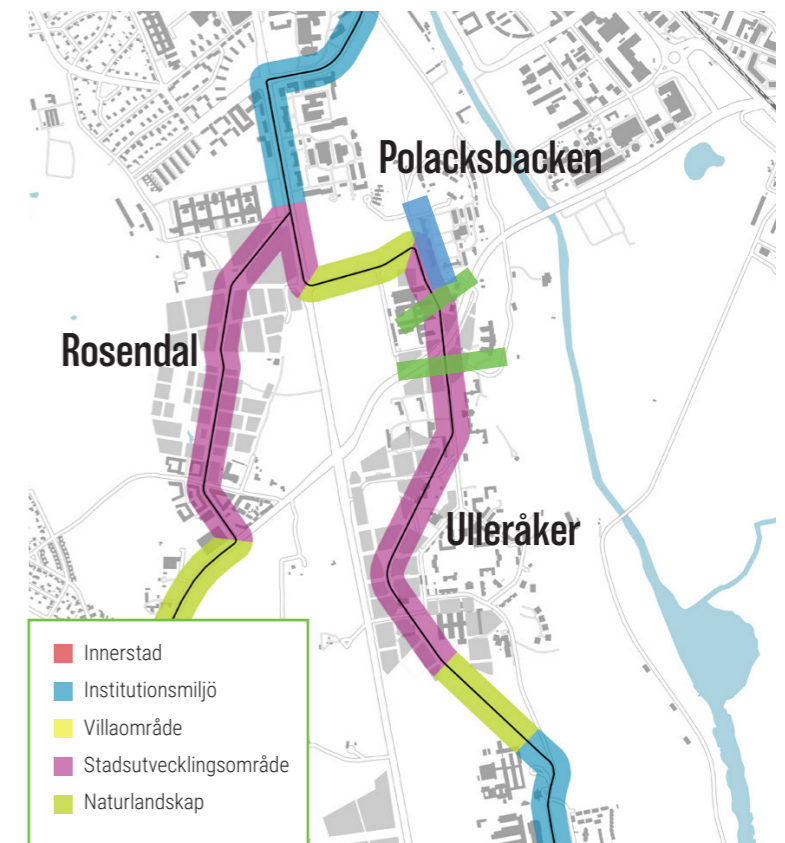 Polacksbacken
Rosendal
Ulleråker
Innerstad
Institutionsmiljö
Villaområde
Stadsutvecklingsområde
Naturlandskap